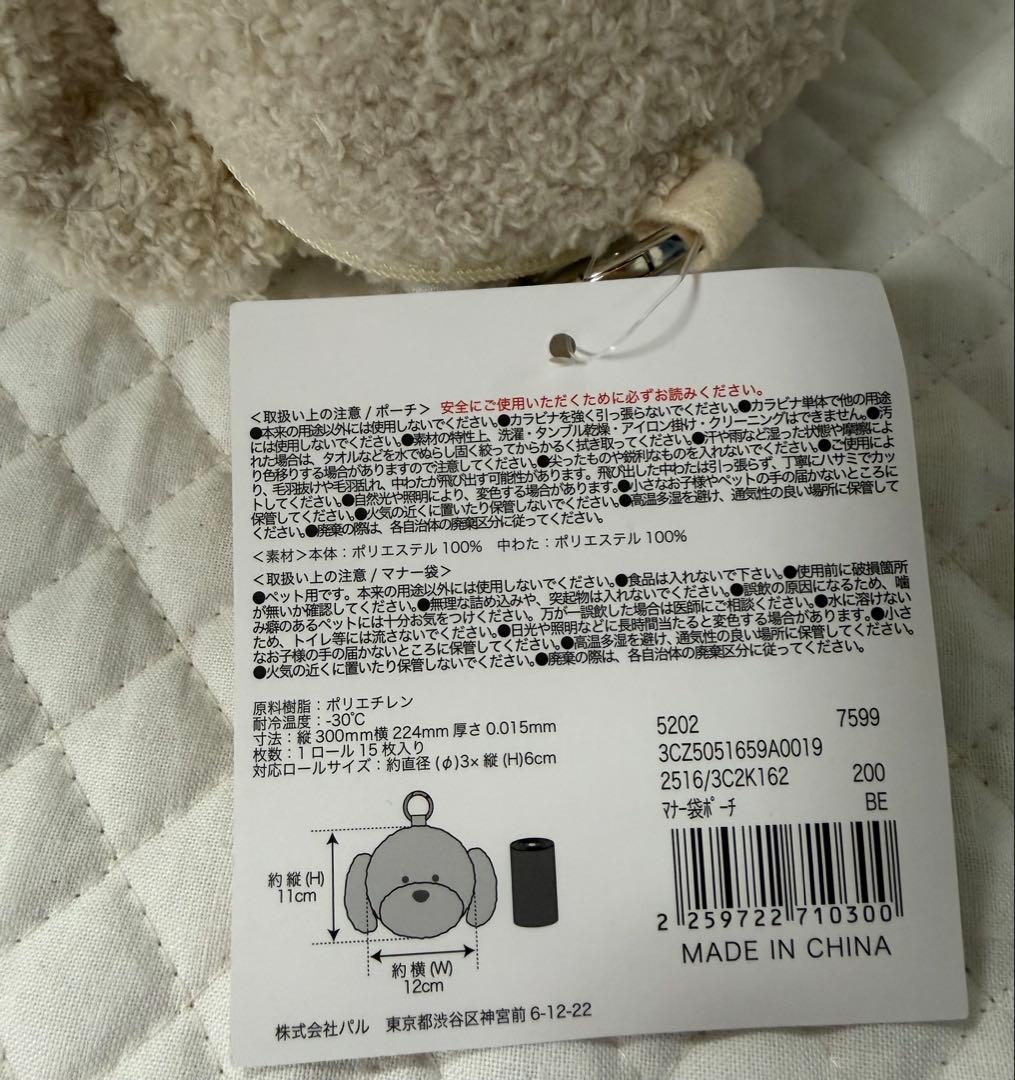 ＜取扱い上の注意 / ポーチ＞ 安全にご使用いただくために必ずお読みください。
●本来の用途以外には使用しないでください。●カラビナを強く引っ張らないでください。●カラビナ単体で他の用途
には使用しないでください。●素材の特性上、洗濯・タンブル乾燥・アイロン掛け・クリーニングはできません。●汚
れた場合は、タオルなどを水でぬらし固く絞ってからかるく拭き取ってください。●汗や雨など湿った状態や摩擦によ
り色移りする場合がありますので注意してください。●尖ったものや鋭利なものを入れないでください。●ご使用によ
り、毛羽抜けや毛羽乱れ、中わたが飛び出す可能性があります。飛び出した中わたは引っ張らず、丁寧にハサミでカッ
トしてください。●自然光や照明により、変色する場合があります。●小さなお子様やペットの手の届かないところに
保管してください。●火気の近くに置いたり保管しないでください。●高温多湿を避け、通気性の良い場所に保管して
ください。●廃棄の際は、各自治体の廃棄区分に従ってください。
＜素材＞本体：ポリエステル 100%　中わた：ポリエステル 100%
＜取扱い上の注意 / マナー袋＞
●ペット用です。本来の用途以外には使用しないでください。●食品は入れないで下さい。●使用前に破損箇所
が無いか確認してください。●無理な詰め込みや、突起物は入れないでください。●誤飲の原因になるため、噛
み癖のあるペットには十分お気をつけください。万が一誤飲した場合は医師にご相談ください。●水に溶けない
ため、トイレ等には流さないでください。●日光や照明などに長時間当たると変色する場合があります。●小さ
なお子様の手の届かないところに保管してください。●高温多湿を避け、通気性の良い場所に保管してください。
●火気の近くに置いたり保管しないでください。●廃棄の際は、各自治体の廃棄区分に従ってください。
原料樹脂：ポリエチレン
耐冷温度：-30℃
寸法：縦 300mm横 224mm 厚さ 0.015mm
枚数：1 ロール 15 枚入り
対応ロールサイズ：約直径 (φ)3× 縦 (H)6cm
5202 7599
3CZ5051659A0019
2516/3C2K162 200
ﾏﾅｰ袋ﾎﾟｰﾁ BE
2 259722 710300
MADE IN CHINA
約 縦 (H)
11cm
約 横 (W)
12cm
株式会社パル　東京都渋谷区神宮前 6-12-22